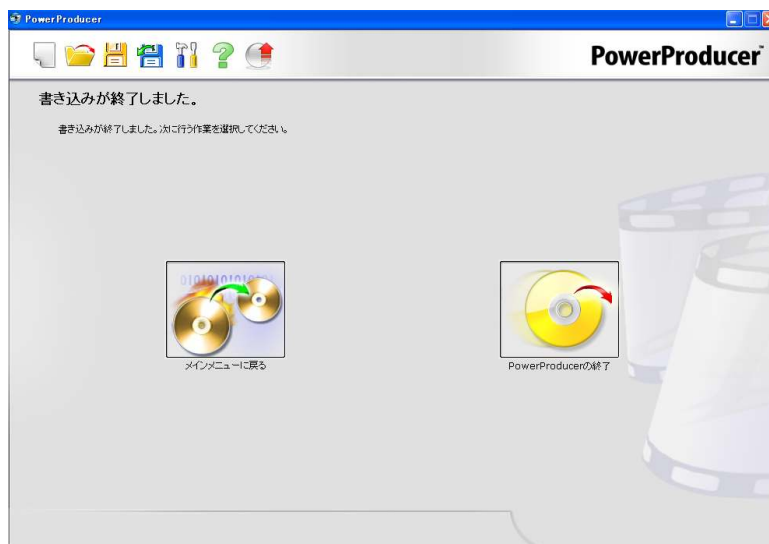 PowerProducer
PowerProducer™
書き込みが終了しました。
書き込みが終了しました。次に行う作業を選択してください。
01010101010
メインメニューに戻る
PowerProducerの終了